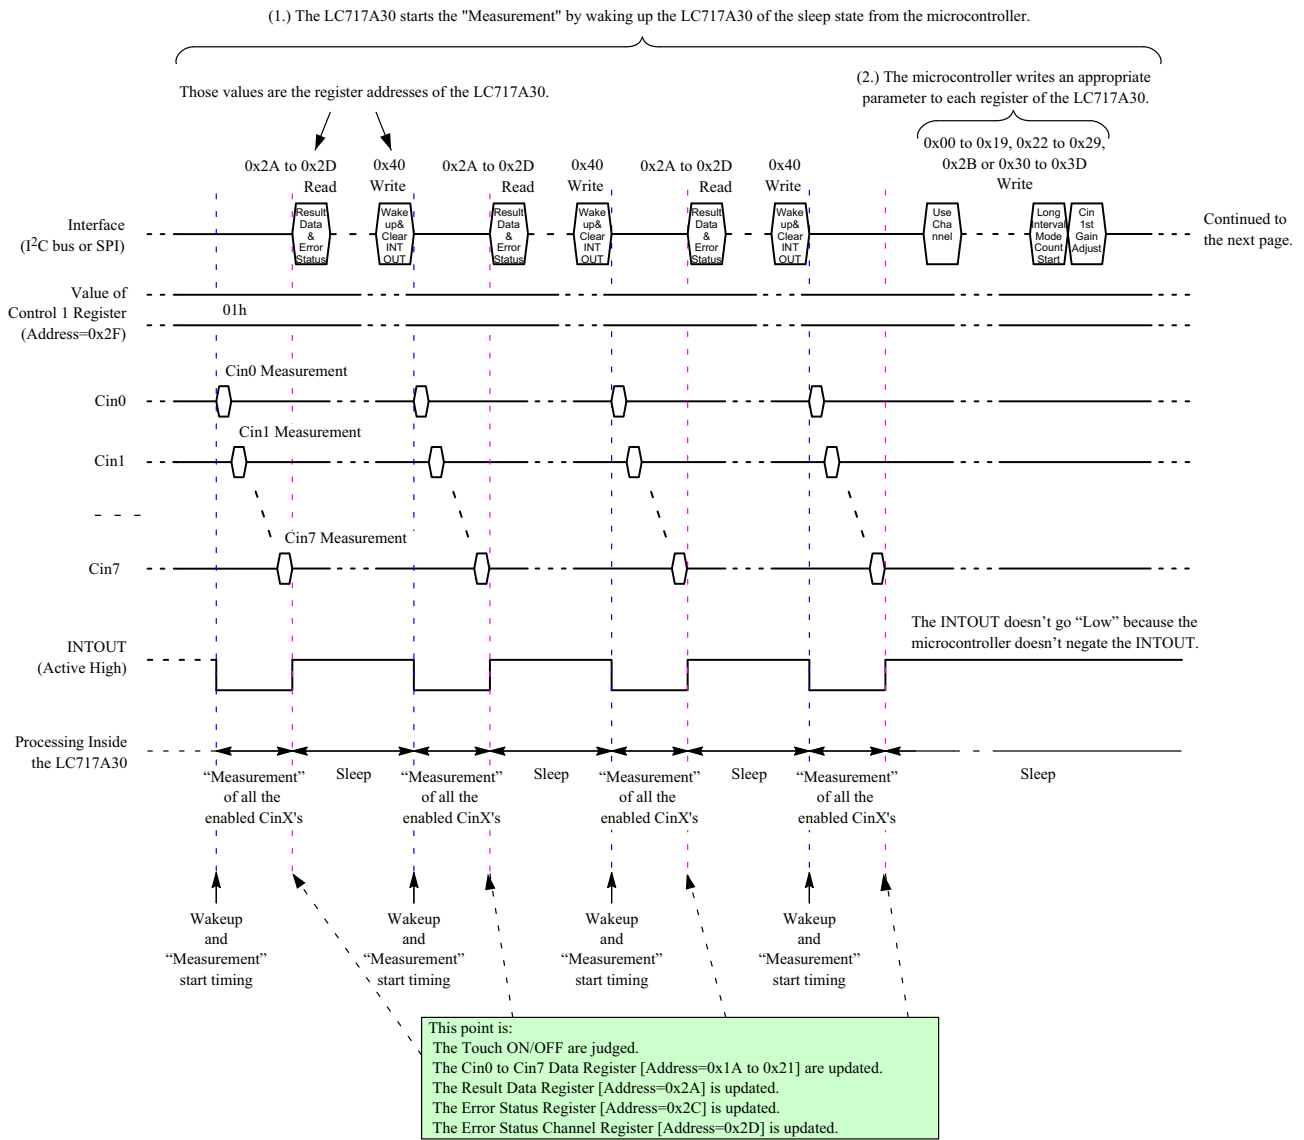 (1.) The LC717A30 starts the "Measurement" by waking up the LC717A30 of the sleep state from the microcontroller.
(2.) The microcontroller writes an appropriate
parameter to each register of the LC717A30.
Those values are the register addresses of the LC717A30.
0x00 to 0x19, 0x22 to 0x29,
0x2B or 0x30 to 0x3D
Write
0x2A to 0x2D
Read
0x40
Write
0x2A to 0x2D
Read
0x40
Write
0x2A to 0x2D
Read
0x40
Write
Interface
(I2C bus or SPI)
Result
Data
&
Error
Status
Wake
up&
Clear
INT
OUT
Result
Data
&
Error
Status
Wake
up&
Clear
INT
OUT
Result
Data
&
Error
Status
Wake
up&
Clear
INT
OUT
Use
Cha
nnel
Long
Interval
Mode
Count
Start
Cin
1st
Gain
Adjust
Continued to
the next page.
Value of
Control 1 Register
(Address=0x2F)
01h
Cin0 Measurement
Cin0
Cin1 Measurement
Cin1
Cin7 Measurement
Cin7
The INTOUT doesn’t go “Low” because the
microcontroller doesn’t negate the INTOUT.
INTOUT
(Active High)
Processing Inside
the LC717A30
“Measurement”
of all the
enabled CinX's
Sleep
“Measurement”
of all the
enabled CinX's
Sleep
“Measurement”
of all the
enabled CinX's
Sleep
“Measurement”
of all the
enabled CinX's
Sleep
Wakeup
and
“Measurement”
start timing
Wakeup
and
“Measurement”
start timing
Wakeup
and
“Measurement”
start timing
Wakeup
and
“Measurement”
start timing
This point is:
The Touch ON/OFF are judged.
The Cin0 to Cin7 Data Register [Address=0x1A to 0x21] are updated.
The Result Data Register [Address=0x2A] is updated.
The Error Status Register [Address=0x2C] is updated.
The Error Status Channel Register [Address=0x2D] is updated.